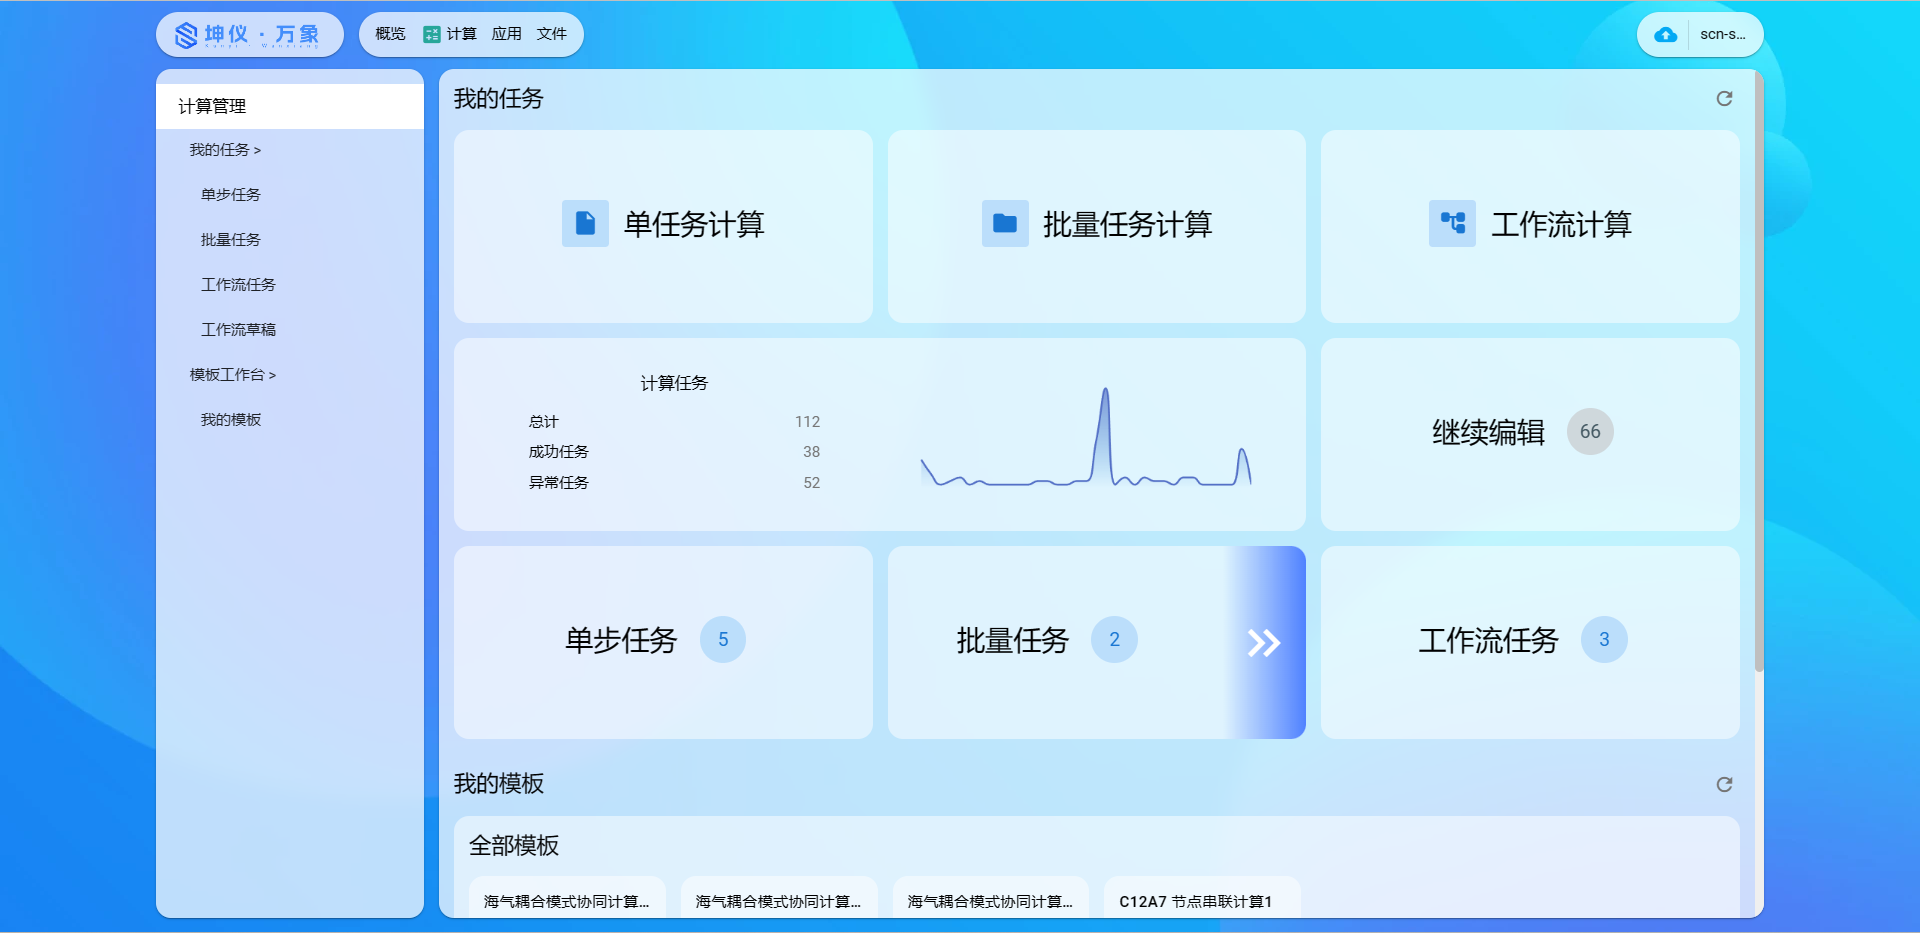 坤仪·万象
Kunyi · Wanxiang
概览 计算 应用 文件
scn-s...
计算管理
我的任务 >
单步任务
批量任务
工作流任务
工作流草稿
模板工作台 >
我的模板
我的任务
单任务计算
批量任务计算
工作流计算
计算任务
总计 112
成功任务 38
异常任务 52
继续编辑 66
单步任务 5
批量任务 2
工作流任务 3
我的模板
全部模板
海气耦合模式协同计算...
海气耦合模式协同计算...
海气耦合模式协同计算...
C12A7 节点串联计算1